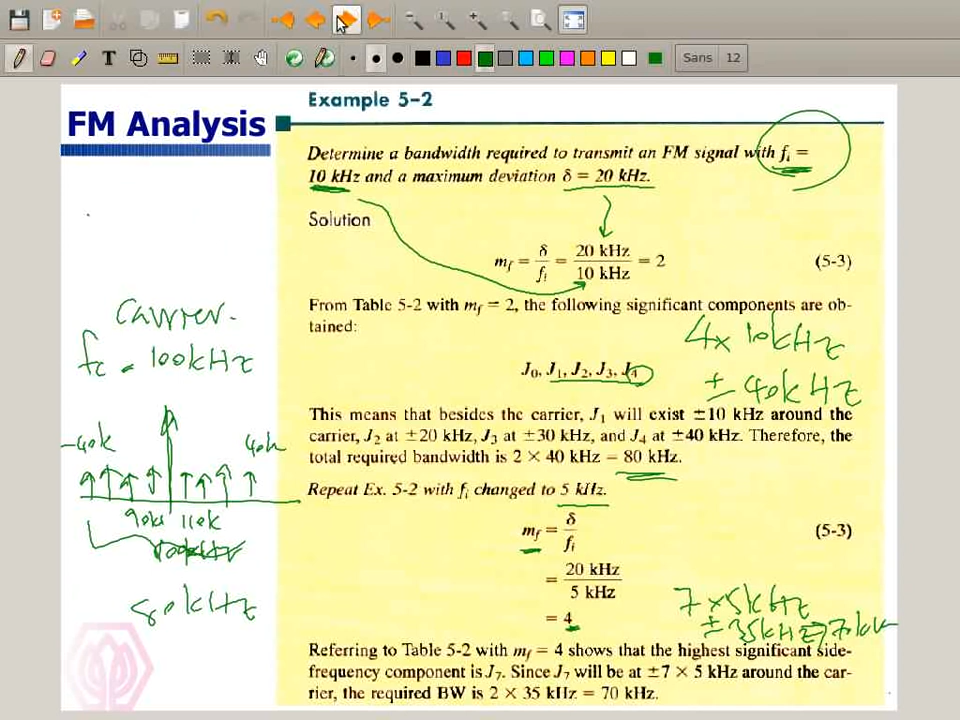 Sans 12
FM Analysis
Example 5-2
Determine a bandwidth required to transmit an FM signal with fᵢ =
10 kHz and a maximum deviation δ = 20 kHz.
Solution
m_f = δ/fᵢ = 20 kHz/10 kHz = 2 (5-3)
From Table 5-2 with m_f = 2, the following significant components are ob-
tained:
J₀, J₁, J₂, J₃, J₄
This means that besides the carrier, J₁ will exist ±10 kHz around the
carrier, J₂ at ±20 kHz, J₃ at ±30 kHz, and J₄ at ±40 kHz. Therefore, the
total required bandwidth is 2 × 40 kHz = 80 kHz.
Repeat Ex. 5-2 with fᵢ changed to 5 kHz.
m_f = δ/fᵢ (5-3)
= 20 kHz/5 kHz
= 4
Referring to Table 5-2 with m_f = 4 shows that the highest significant side-
frequency component is J₇. Since J₇ will be at ±7 × 5 kHz around the car-
rier, the required BW is 2 × 35 kHz = 70 kHz.
Carrier.
fc = 100kHz
-40k 40k
90k 110k
100kHz
80kHz
4x 10kHz
± 40kHz
7 x 5kHz
± 35kHz